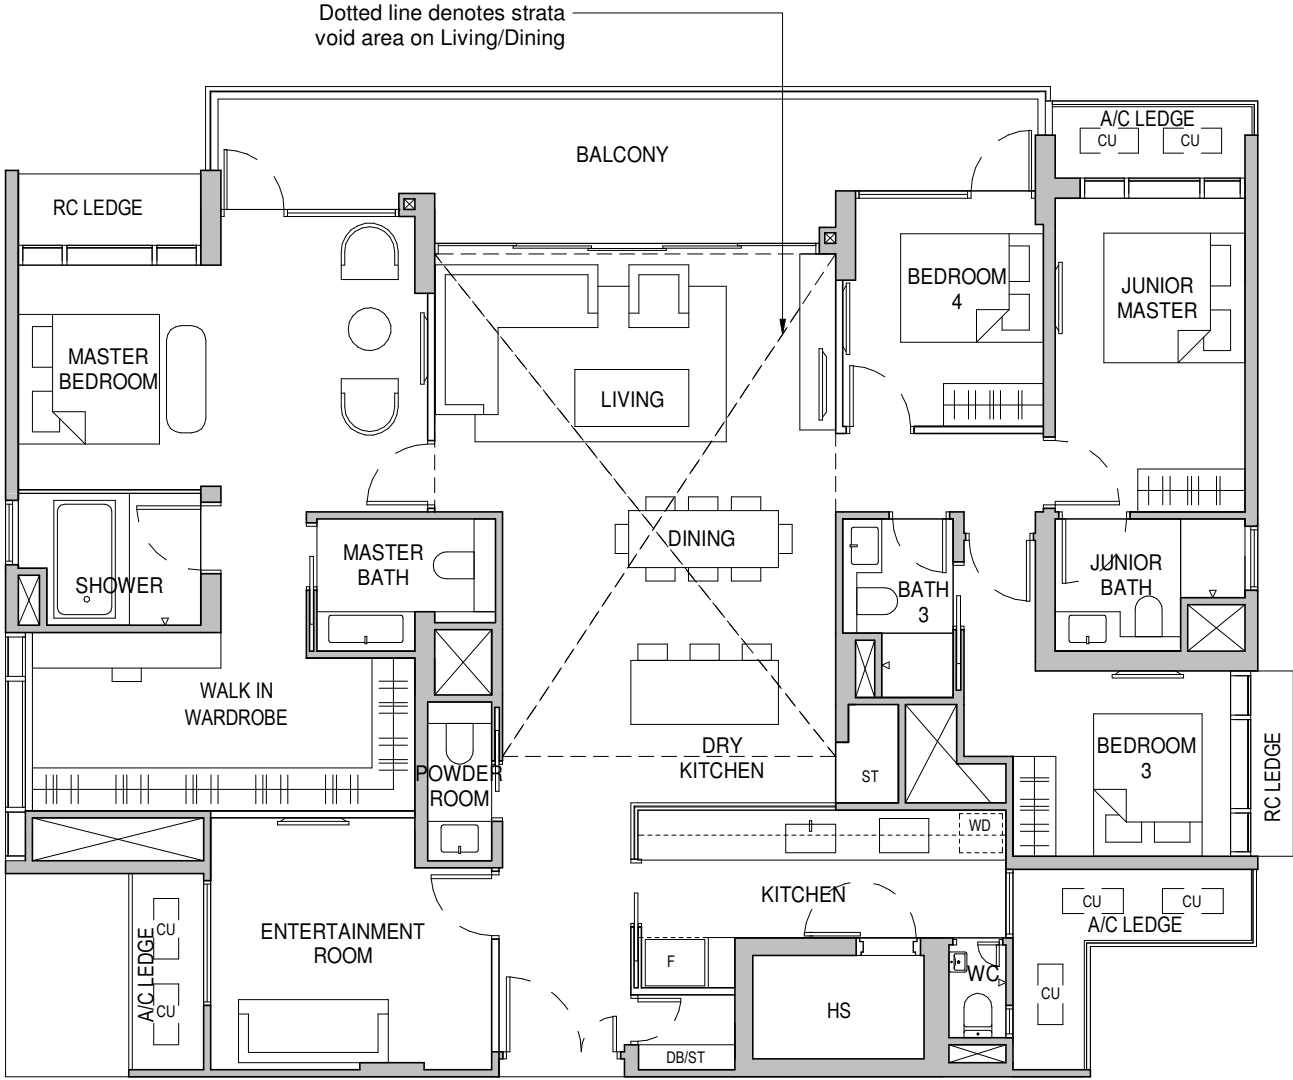 Dotted line denotes strata
void area on Living/Dining
A/C LEDGE
CU
CU
BALCONY
RC LEDGE
BEDROOM
4
JUNIOR
MASTER
MASTER
BEDROOM
LIVING
DINING
MASTER
BATH
SHOWER
BATH
3
JUNIOR
BATH
WALK IN
WARDROBE
DRY
KITCHEN
POWDER
ROOM
ST
BEDROOM
3
RC LEDGE
WD
KITCHEN
CU
CU
A/C LEDGE
CU
ENTERTAINMENT
ROOM
A/C LEDGE
CU
CU
F
WC
HS
DB/ST